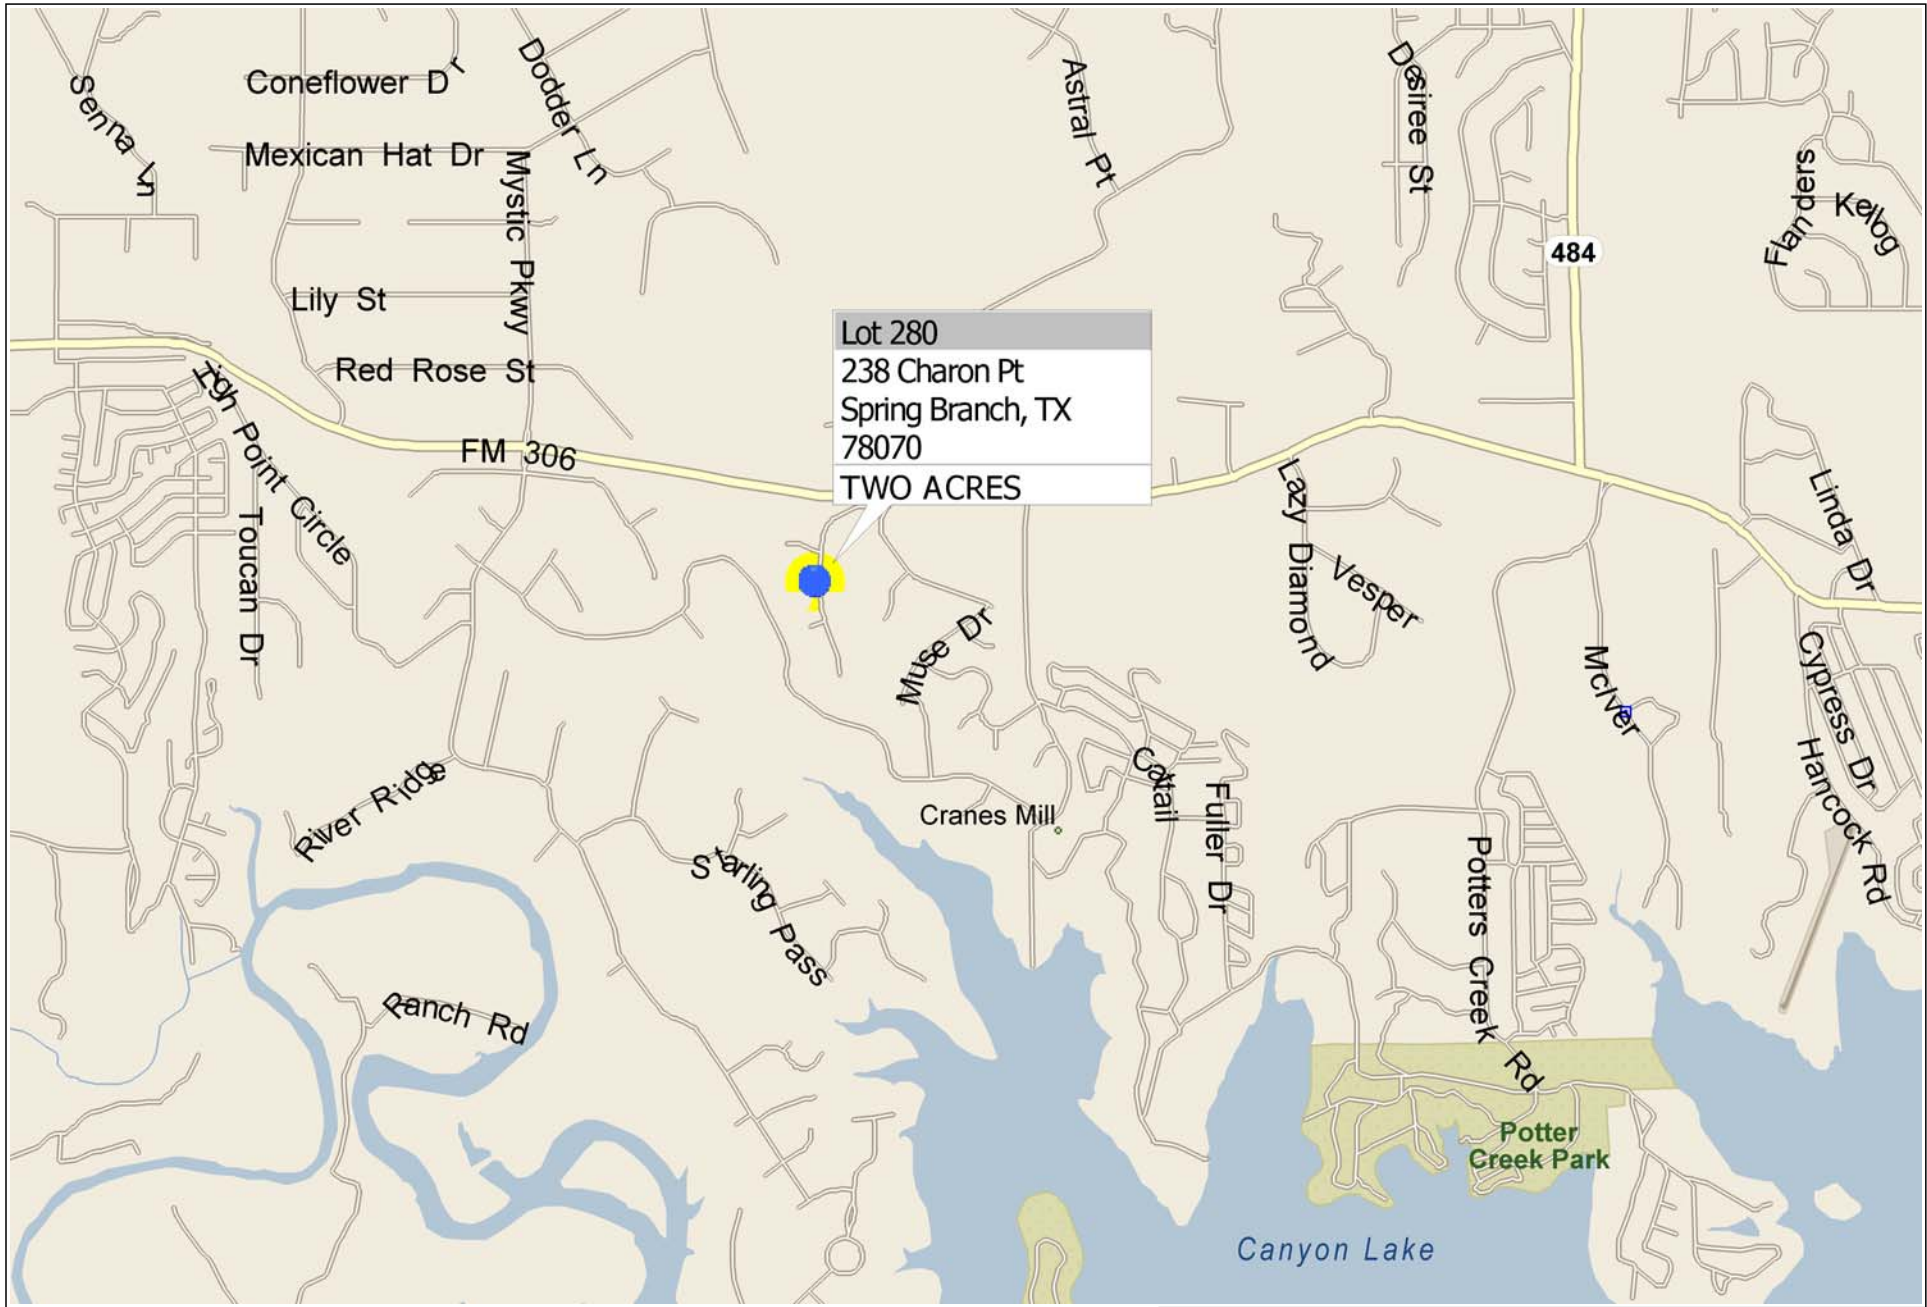 Senna Ln
Coneflower Dr
Dodder Ln
Astral Pt
Desiree St
Mexican Hat Dr
Mystic Pkwy
Flanders
Kellog
484
Lily St
Lot 280
238 Charon Pt
Spring Branch, TX
78070
TWO ACRES
Red Rose St
High Point Circle
FM 306
Lazy Diamond
Linda Dr
Toucan Dr
Vesper
Muse Dr
McIver
Cypress Dr
Hancock Rd
River Ridge
Cattail
Fuller Dr
Cranes Mill
Starling Pass
Potters Creek Rd
Ranch Rd
Potter
Creek Park
Canyon Lake